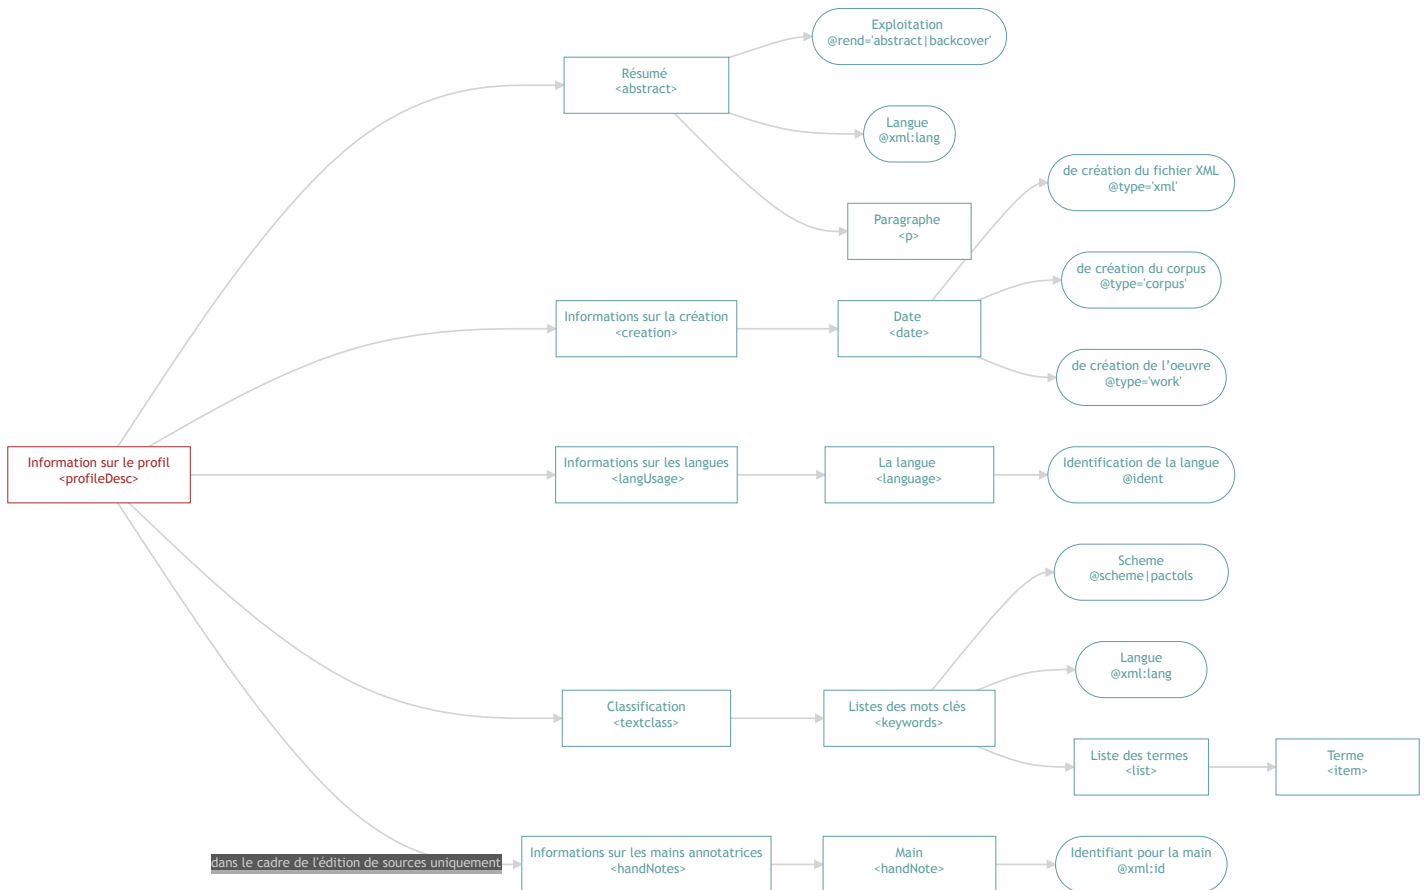 Exploitation
@rend='abstract|backcover'
Résumé
<abstract>
Langue
@xml:lang
de création du fichier XML
@type='xml'
Paragraphe
<p>
de création du corpus
@type='corpus'
Informations sur la création
<creation>
Date
<date>
de création de l'oeuvre
@type='work'
Information sur le profil
<profileDesc>
Informations sur les langues
<langUsage>
La langue
<language>
Identification de la langue
@ident
Scheme
@scheme|pactols
Langue
@xml:lang
Classification
<textclass>
Listes des mots clés
<keywords>
Liste des termes
<list>
Terme
<item>
dans le cadre de l'édition de sources uniquement
Informations sur les mains annotatrices
<handNotes>
Main
<handNote>
Identifiant pour la main
@xml:id